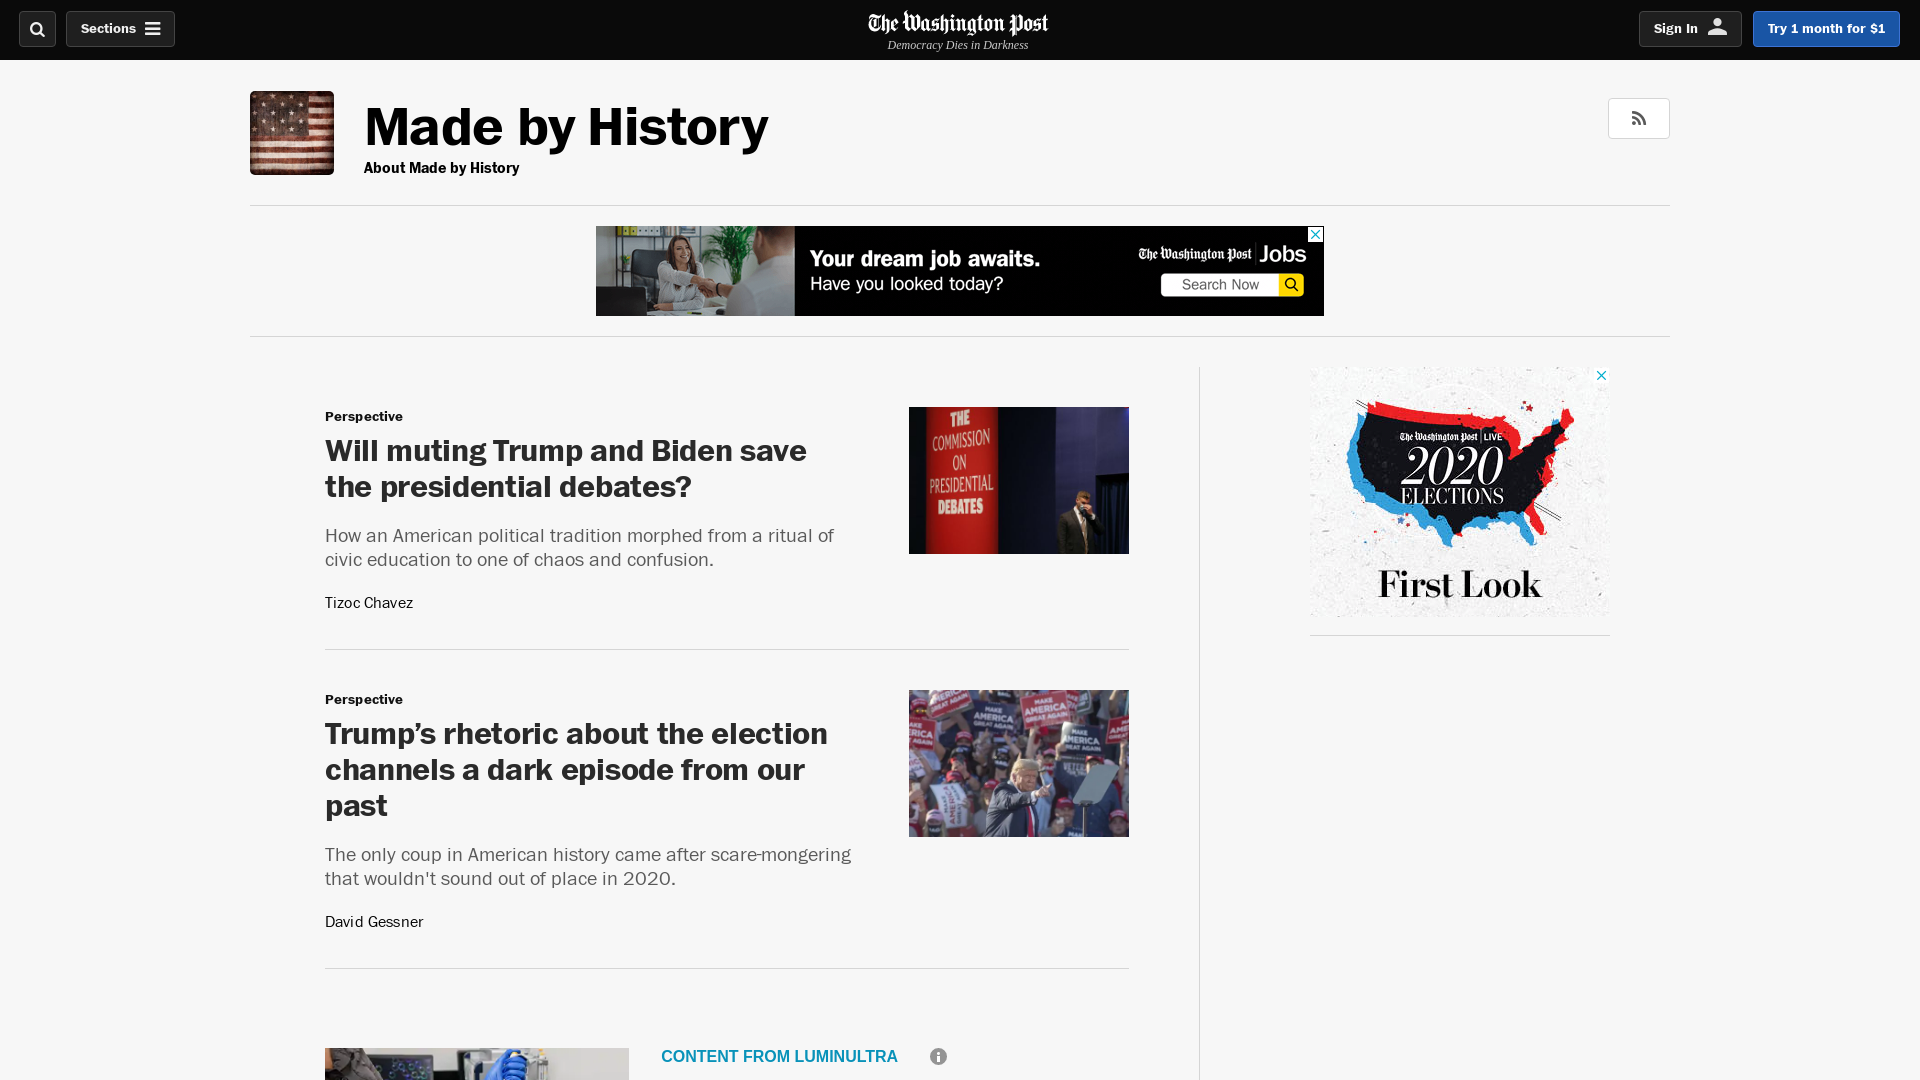 Sections
The Washington Post
Democracy Dies in Darkness
Sign In
Try 1 month for $1
Made by History
About Made by History
Your dream job awaits.
Have you looked today?
The Washington Post Jobs
Search Now
Perspective
Will muting Trump and Biden save
the presidential debates?
How an American political tradition morphed from a ritual of
civic education to one of chaos and confusion.
Tizoc Chavez
THE
COMMISSION
ON
PRESIDENTIAL
DEBATES
The Washington Post LIVE
2020
ELECTIONS
First Look
Perspective
Trump’s rhetoric about the election
channels a dark episode from our
past
The only coup in American history came after scare-mongering
that wouldn't sound out of place in 2020.
David Gessner
MAKE
AMERICA
GREAT AGAIN
CONTENT FROM LUMINULTRA